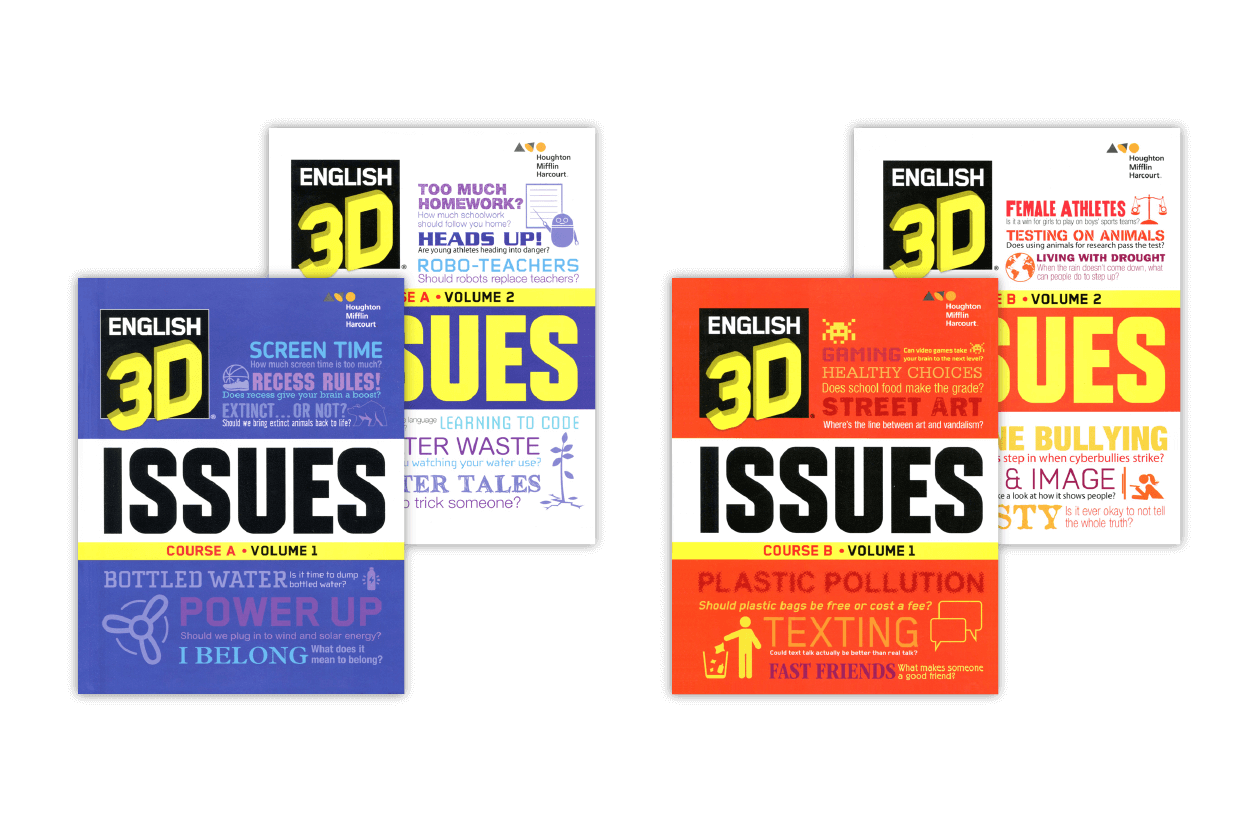 Houghton
Mifflin
Harcourt
ENGLISH
3D
TOO MUCH
HOMEWORK?
How much schoolwork
should follow you home?
HEADS UP!
Are young athletes heading into danger?
ROBO-TEACHERS
Should robots replace teachers?
A • VOLUME 2
SUES
language
LEARNING TO CODE
WASTE
watching your water use?
TALES
trick someone?
Houghton
Mifflin
Harcourt
ENGLISH
3D
SCREEN TIME
How much screen time is too much?
RECESS RULES!
Does recess give your brain a boost?
EXTINCT...OR NOT?
Should we bring extinct animals back to life?
ISSUES
COURSE A • VOLUME 1
BOTTLED WATER
Is it time to dump
bottled water?
POWER UP
Should we plug in to wind and solar energy?
I BELONG
What does it
mean to belong?
Houghton
Mifflin
Harcourt
ENGLISH
3D
FEMALE ATHLETES
Is it a win for girls to play on boys' sports teams?
TESTING ON ANIMALS
Does using animals for research pass the test?
LIVING WITH DROUGHT
When the rain doesn't come down, what
can people do to step up?
B • VOLUME 2
SUES
BULLYING
step in when cyberbullies strike?
& IMAGE
a look at how it shows people?
STY
Is it ever okay to not tell
the whole truth?
Houghton
Mifflin
Harcourt
ENGLISH
3D
GAMING
Can video games take
your brain to the next level?
HEALTHY CHOICES
Does school food make the grade?
STREET ART
Where's the line between art and vandalism?
ISSUES
COURSE B • VOLUME 1
PLASTIC POLLUTION
Should plastic bags be free or cost a fee?
TEXTING
Could text talk actually be better than real talk?
FAST FRIENDS
What makes someone
a good friend?